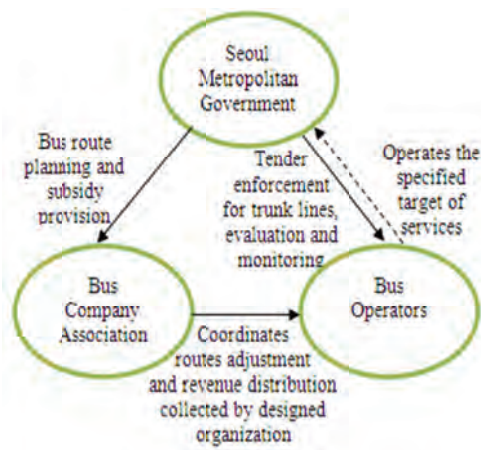 Seoul
Metropolitan
Government
Bus route
planning and
subsidy
provision
Tender
enforcement
for trunk lines,
evaluation and
monitoring
Operates the
specified
target of
services
Bus
Company
Association
Bus
Operators
Coordinates
routes adjustment
and revenue distribution
collected by designed
organization